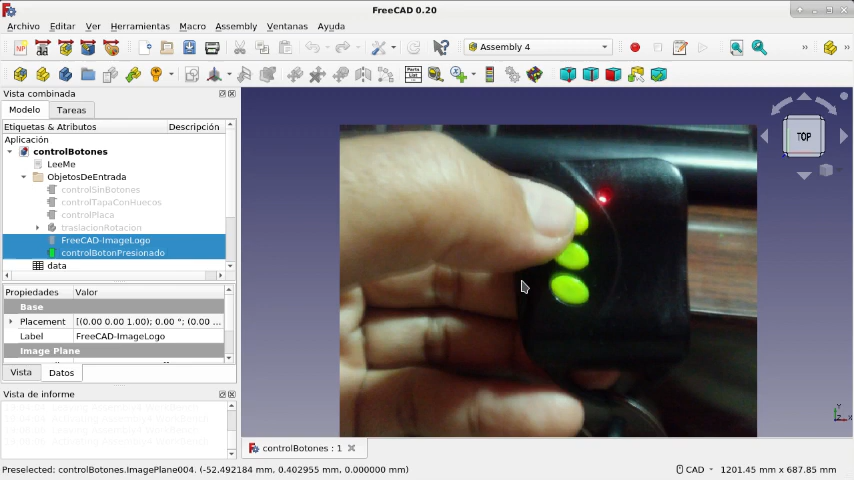 FreeCAD 0.20
Archivo Editar Ver Herramientas Macro Assembly Ventanas Ayuda
Assembly 4
Vista combinada
Modelo Tareas
Etiquetas & Atributos Descripción
Aplicación
controlBotones
LeeMe
ObjetosDeEntrada
controlSinBotones
controlTapaConHuecos
controlPlaca
traslacionRotacion
FreeCAD-ImageLogo
controlBotonPresionado
data
Propiedades Valor
Base
Placement [(0.00 0.00 1.00); 0.00 °; (0.00 ...
Label FreeCAD-ImageLogo
Image Plane
Vista Datos
Vista de informe
TOP
controlBotones : 1
Preselected: controlBotones.ImagePlane004. (-52.492184 mm, 0.402955 mm, 0.000000 mm)
CAD
1201.45 mm x 687.85 mm